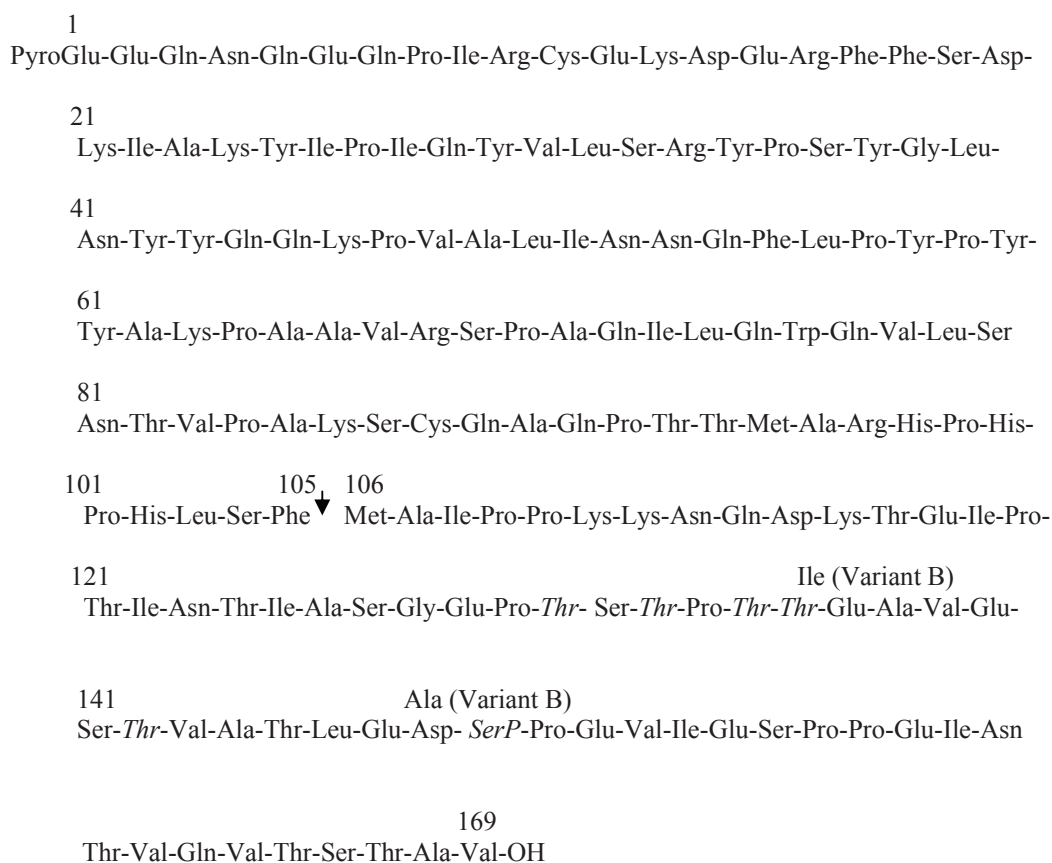 1
PyroGlu-Glu-Gln-Asn-Gln-Glu-Gln-Pro-Ile-Arg-Cys-Glu-Lys-Asp-Glu-Arg-Phe-Phe-Ser-Asp-
21
Lys-Ile-Ala-Lys-Tyr-Ile-Pro-Ile-Gln-Tyr-Val-Leu-Ser-Arg-Tyr-Pro-Ser-Tyr-Gly-Leu-
41
Asn-Tyr-Tyr-Gln-Gln-Lys-Pro-Val-Ala-Leu-Ile-Asn-Asn-Gln-Phe-Leu-Pro-Tyr-Pro-Tyr-
61
Tyr-Ala-Lys-Pro-Ala-Ala-Val-Arg-Ser-Pro-Ala-Gln-Ile-Leu-Gln-Trp-Gln-Val-Leu-Ser
81
Asn-Thr-Val-Pro-Ala-Lys-Ser-Cys-Gln-Ala-Gln-Pro-Thr-Thr-Met-Ala-Arg-His-Pro-His-
101 105 106
Pro-His-Leu-Ser-Phe Met-Ala-Ile-Pro-Pro-Lys-Lys-Asn-Gln-Asp-Lys-Thr-Glu-Ile-Pro-
121 Ile (Variant B)
Thr-Ile-Asn-Thr-Ile-Ala-Ser-Gly-Glu-Pro-Thr- Ser-Thr-Pro-Thr-Thr-Glu-Ala-Val-Glu-
141 Ala (Variant B)
Ser-Thr-Val-Ala-Thr-Leu-Glu-Asp- SerP-Pro-Glu-Val-Ile-Glu-Ser-Pro-Pro-Glu-Ile-Asn
169
Thr-Val-Gln-Val-Thr-Ser-Thr-Ala-Val-OH